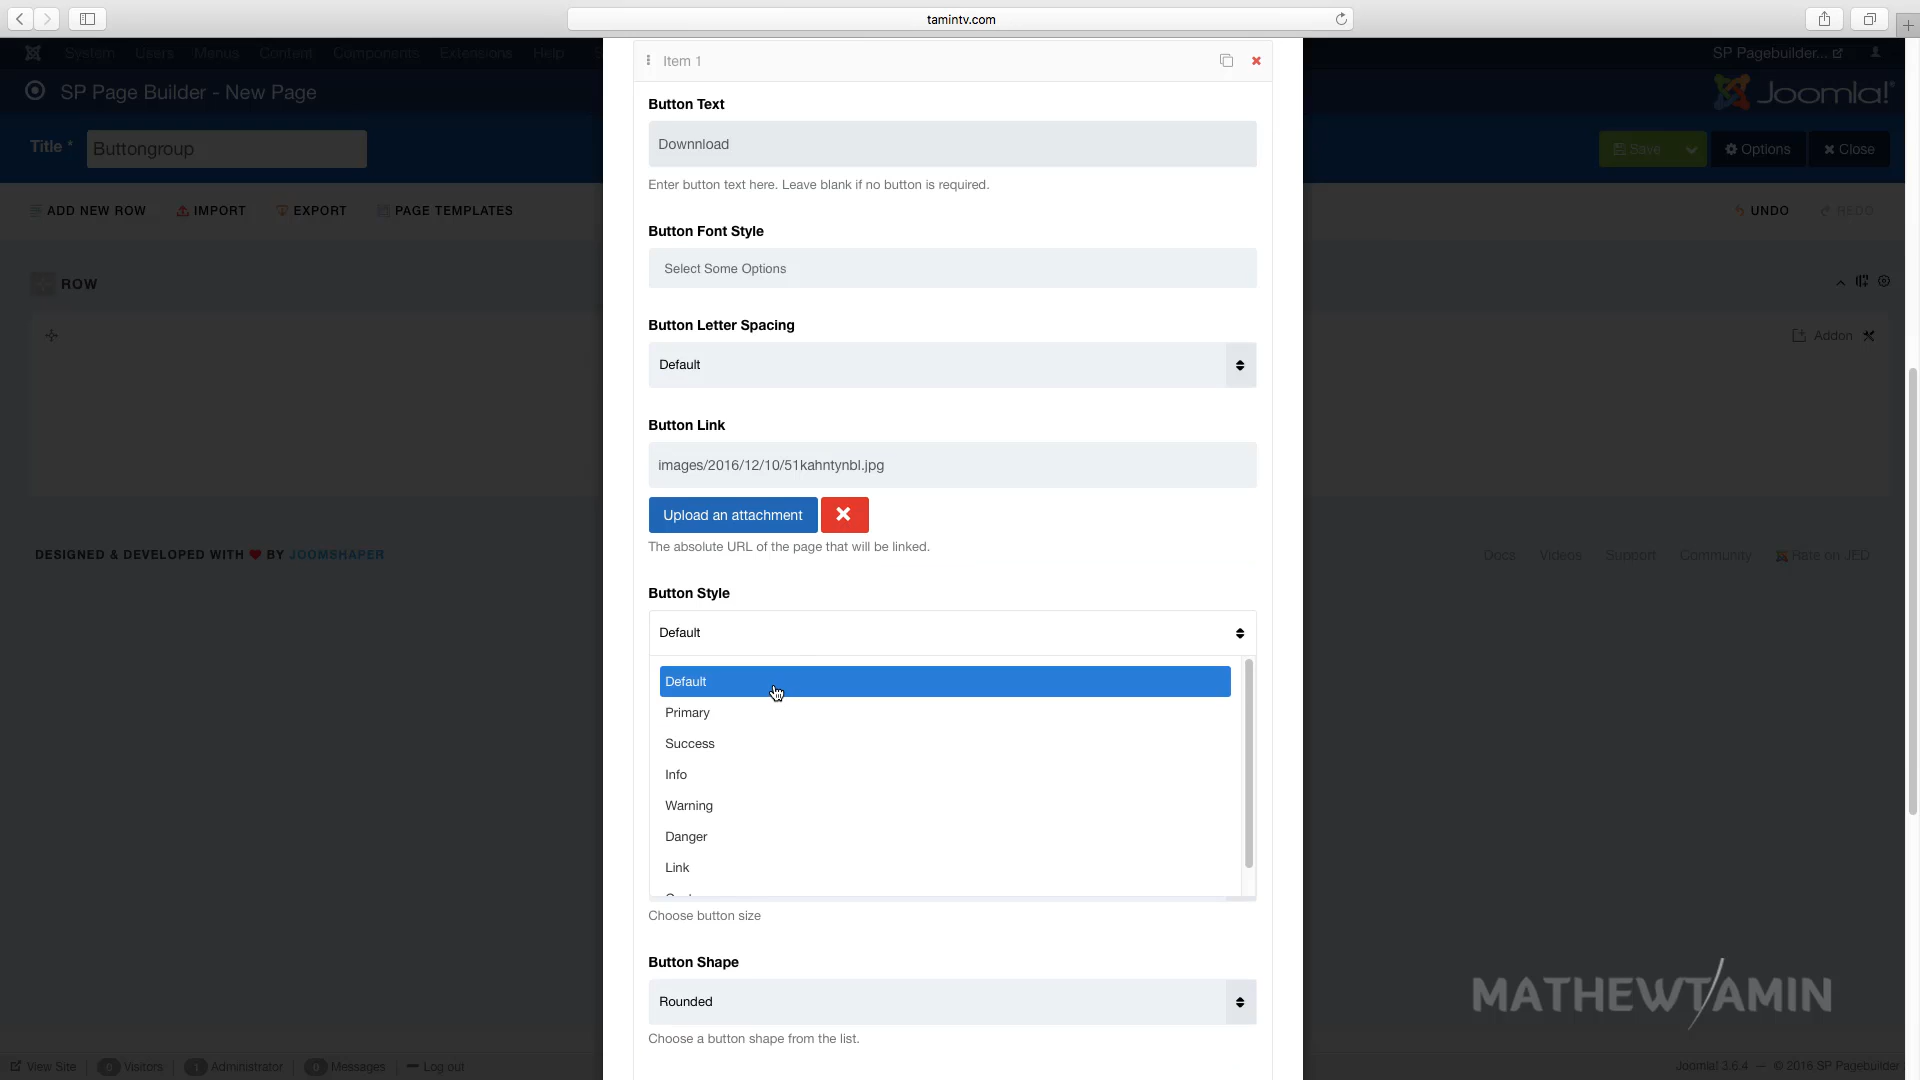 tamintv.com
System Users Menus Content Components Extensions Help
SP Pagebuilder...
Item 1
SP Page Builder - New Page
Joomla!®
Button Text
Title *
Buttongroup
Downnload
Save
Options
Close
Enter button text here. Leave blank if no button is required.
ADD NEW ROW
IMPORT
EXPORT
PAGE TEMPLATES
UNDO
REDO
Button Font Style
Select Some Options
ROW
Button Letter Spacing
Addon
Default
Button Link
images/2016/12/10/51kahntynbl.jpg
Upload an attachment
The absolute URL of the page that will be linked.
DESIGNED & DEVELOPED WITH ❤ BY JOOMSHAPER
Docs Videos Support Community Rate on JED
Button Style
Default
Default
Primary
Success
Info
Warning
Danger
Link
Choose button size
Button Shape
Rounded
MATHEWTAMIN
Choose a button shape from the list.
View Site
0 Visitors
1 Administrator
0 Messages
Log out
Joomla! 3.6.4 — © 2016 SP Pagebuilder